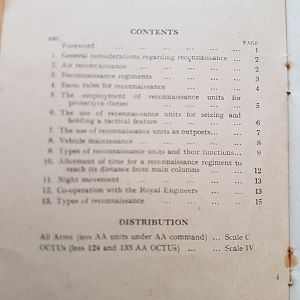 CONTENTS
SEC. PAGE
Foreword ... ... ... ... ... ... 1
1. General considerations regarding reconnaissance ... 2
2. Air reconnaissance ... ... ... ... ... 2
3. Reconnaissance regiments ... ... ... ... 3
4. Basic rules for reconnaissance ... ... ... 4
5. The employment of reconnaissance units for
protective duties ... ... ... ... ... 5
6. The use of reconnaissance units for seizing and
holding a tactical feature ... ... ... ... 6
7. The use of reconnaissance units as outposts... ... 7
8. Vehicle maintenance ... ... ... ... ... 8
9. Types of reconnaissance units and their functions... 9
10. Allotment of time for a reconnaissance regiment to
reach its distance from main columns ... ... 12
11. Night movement ... ... ... ... ... 13
12. Co-operation with the Royal Engineers ... ... 13
13. Types of reconnaissance ... ... ... ... 15
DISTRIBUTION
All Arms (less AA units under AA command) ... Scale C
OCTUs (less 124 and 133 AA OCTUs) ... ... Scale IV